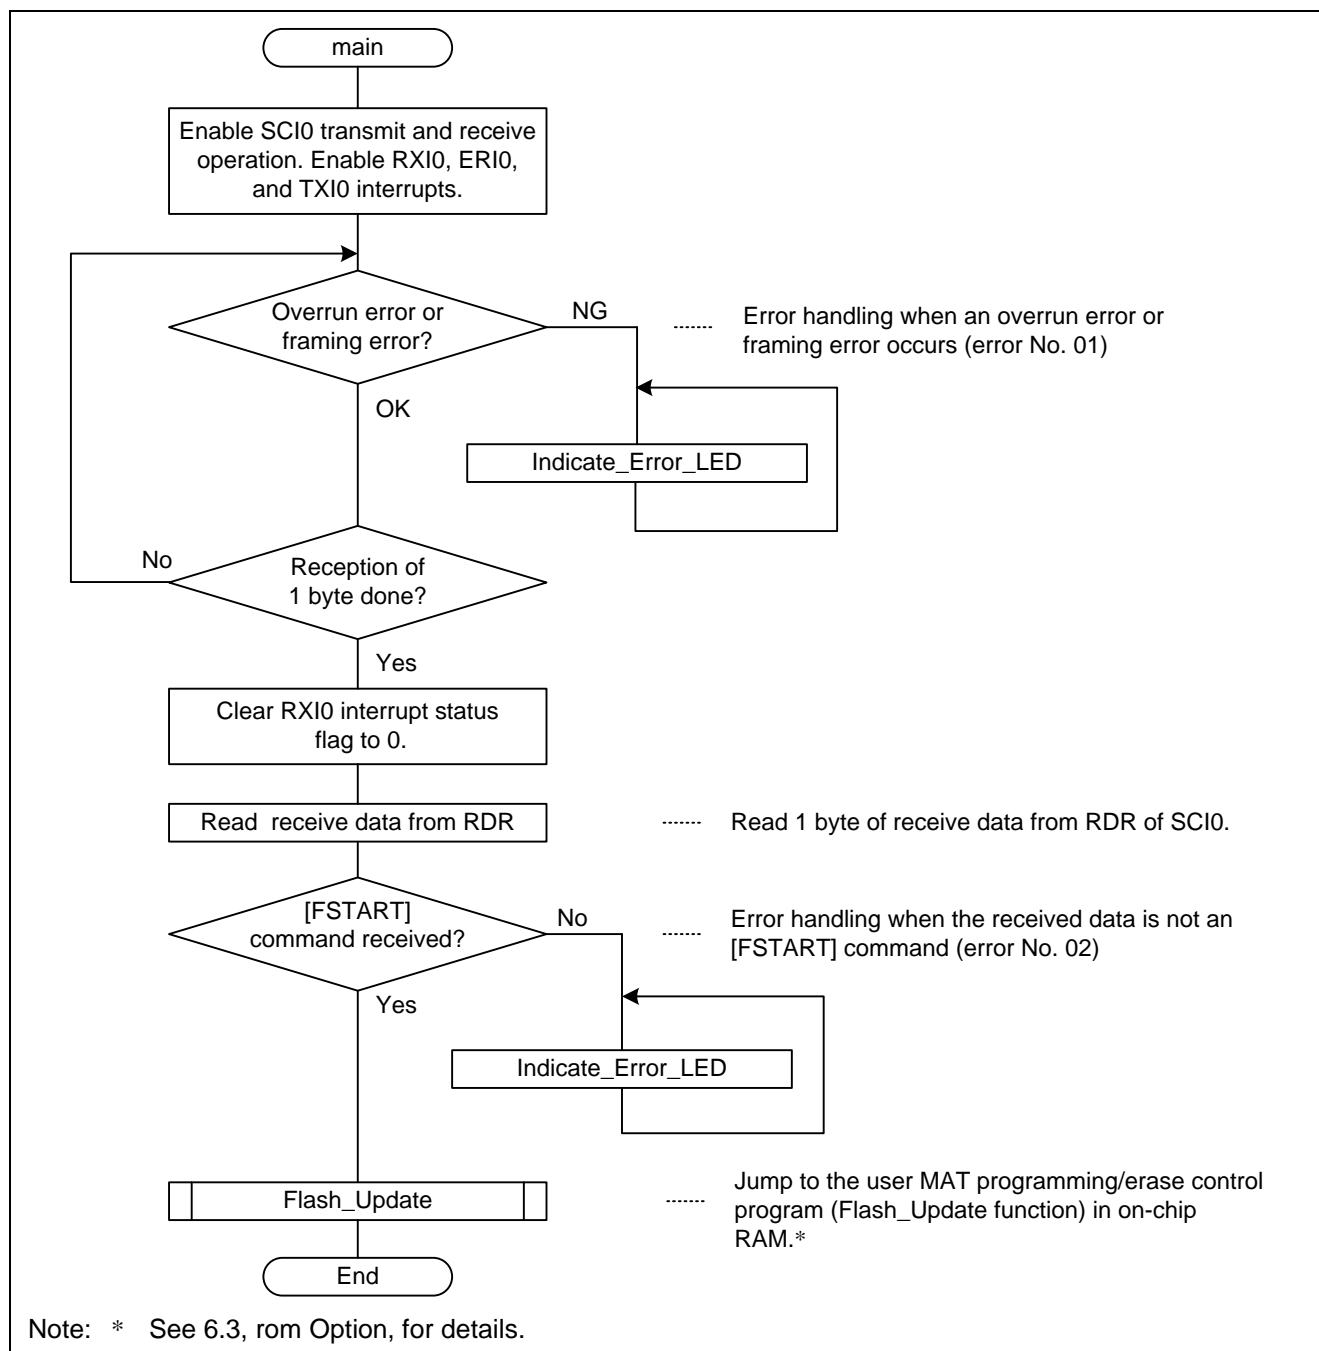 main
Enable SCI0 transmit and receive
operation. Enable RXI0, ERI0,
and TXI0 interrupts.
Overrun error or
framing error?
NG
Error handling when an overrun error or
framing error occurs (error No. 01)
OK
Indicate_Error_LED
No
Reception of
1 byte done?
Yes
Clear RXI0 interrupt status
flag to 0.
Read  receive data from RDR
Read 1 byte of receive data from RDR of SCI0.
[FSTART]
command received?
No
Error handling when the received data is not an
[FSTART] command (error No. 02)
Yes
Indicate_Error_LED
Flash_Update
Jump to the user MAT programming/erase control
program (Flash_Update function) in on-chip
RAM.*
End
Note: * See 6.3, rom Option, for details.